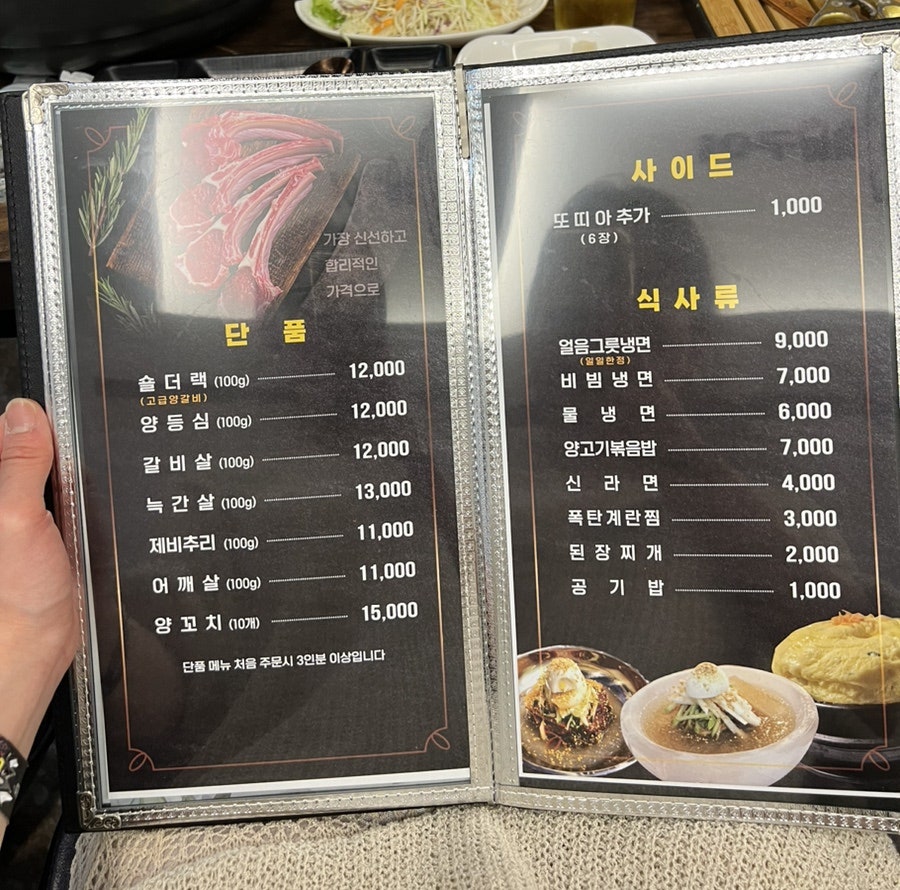 가장 신선하고
합리적인
가격으로
단 품
숄 더 랙 (100g) 12,000
(고급양갈비)
양 등 심 (100g) 12,000
갈 비 살 (100g) 12,000
늑 간 살 (100g) 13,000
제비추리 (100g) 11,000
어 깨 살 (100g) 11,000
양 꼬 치 (10개) 15,000
단품 메뉴 처음 주문시 3인분 이상입니다
사 이 드
또 띠 아 추가 1,000
(6장)
식 사 류
얼음그릇냉면 9,000
(일일한정)
비 빔 냉 면 7,000
물 냉 면 6,000
양고기볶음밥 7,000
신 라 면 4,000
폭탄계란찜 3,000
된 장 찌 개 2,000
공 기 밥 1,000